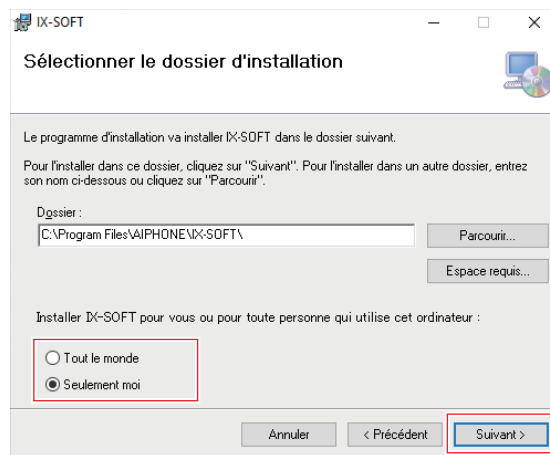 IX-SOFT
Sélectionner le dossier d'installation
Le programme d'installation va installer IX-SOFT dans le dossier suivant.
Pour l'installer dans ce dossier, cliquez sur "Suivant". Pour l'installer dans un autre dossier, entrez
son nom ci-dessous ou cliquez sur "Parcourir".
Dossier :
C:\Program Files\AIPHONE\IX-SOFT\
Parcourir...
Espace requis...
Installer IX-SOFT pour vous ou pour toute personne qui utilise cet ordinateur :
Tout le monde
Seulement moi
Annuler
< Précédent
Suivant >